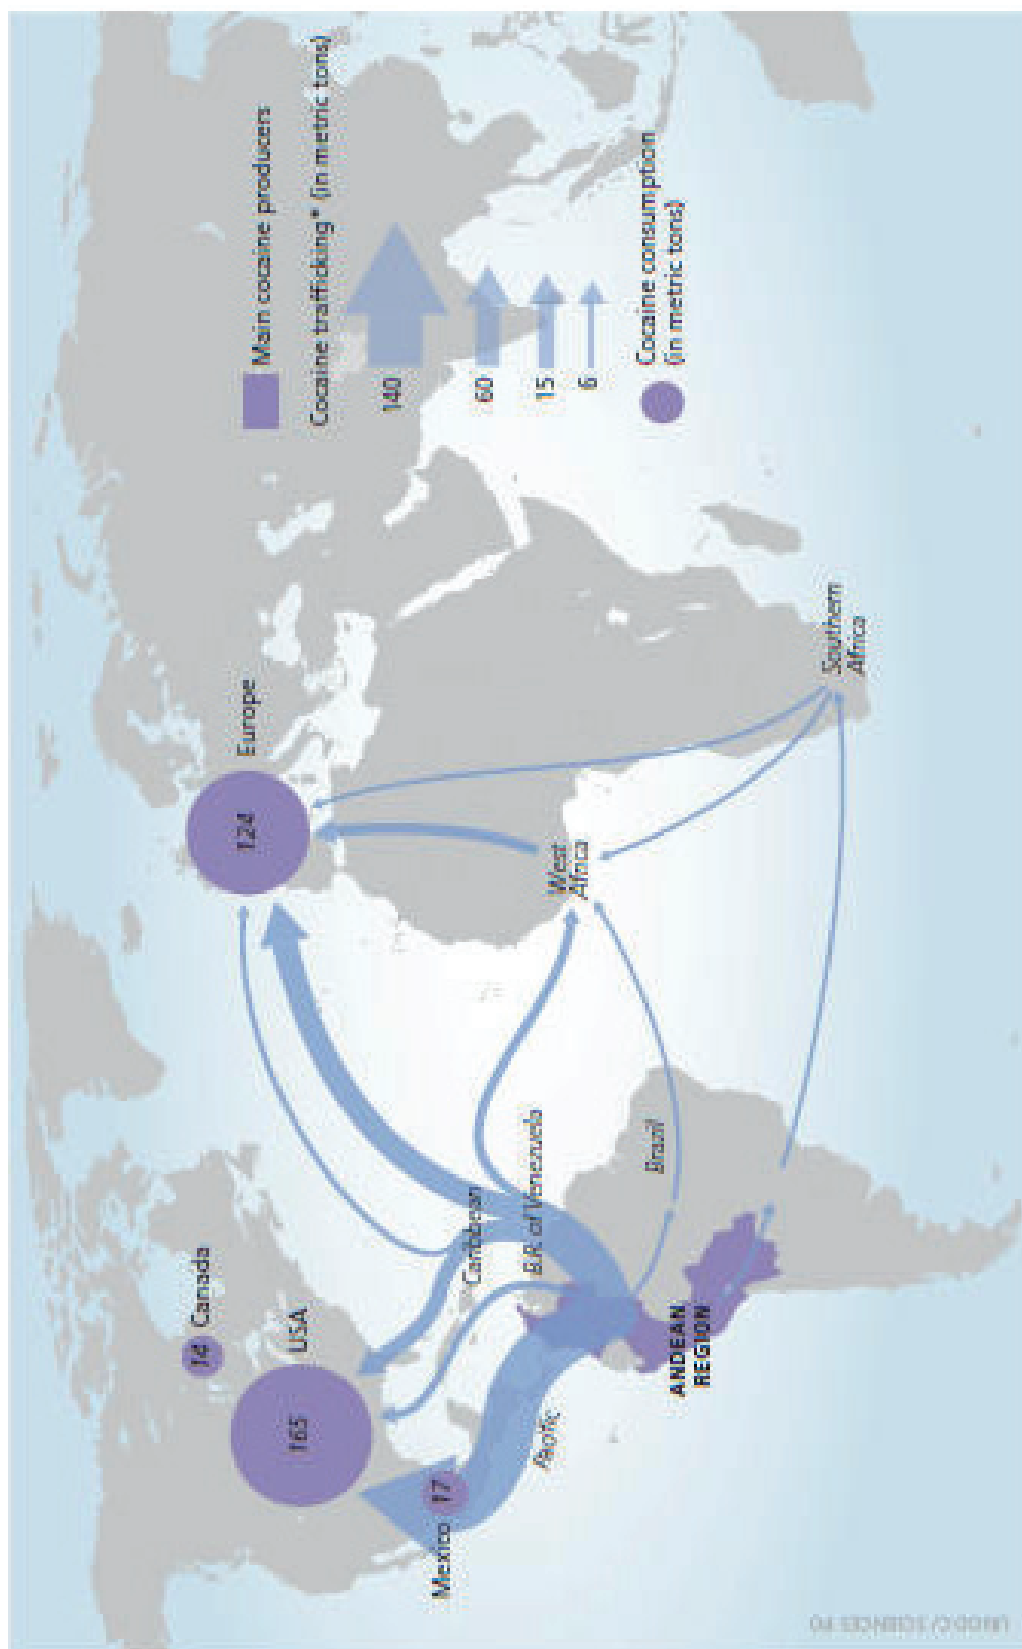 Main cocaine producers
Cocaine trafficking* (in metric tons)
140
60
15
6
Cocaine consumption
(in metric tons)
14 Canada
165
USA
124
Europe
Mexico 17
Pacific
Caribbean
B.R. of Venezuela
Brazil
ANDEAN
REGION
West
Africa
Southern
Africa
UNODC / SCIENCES PO